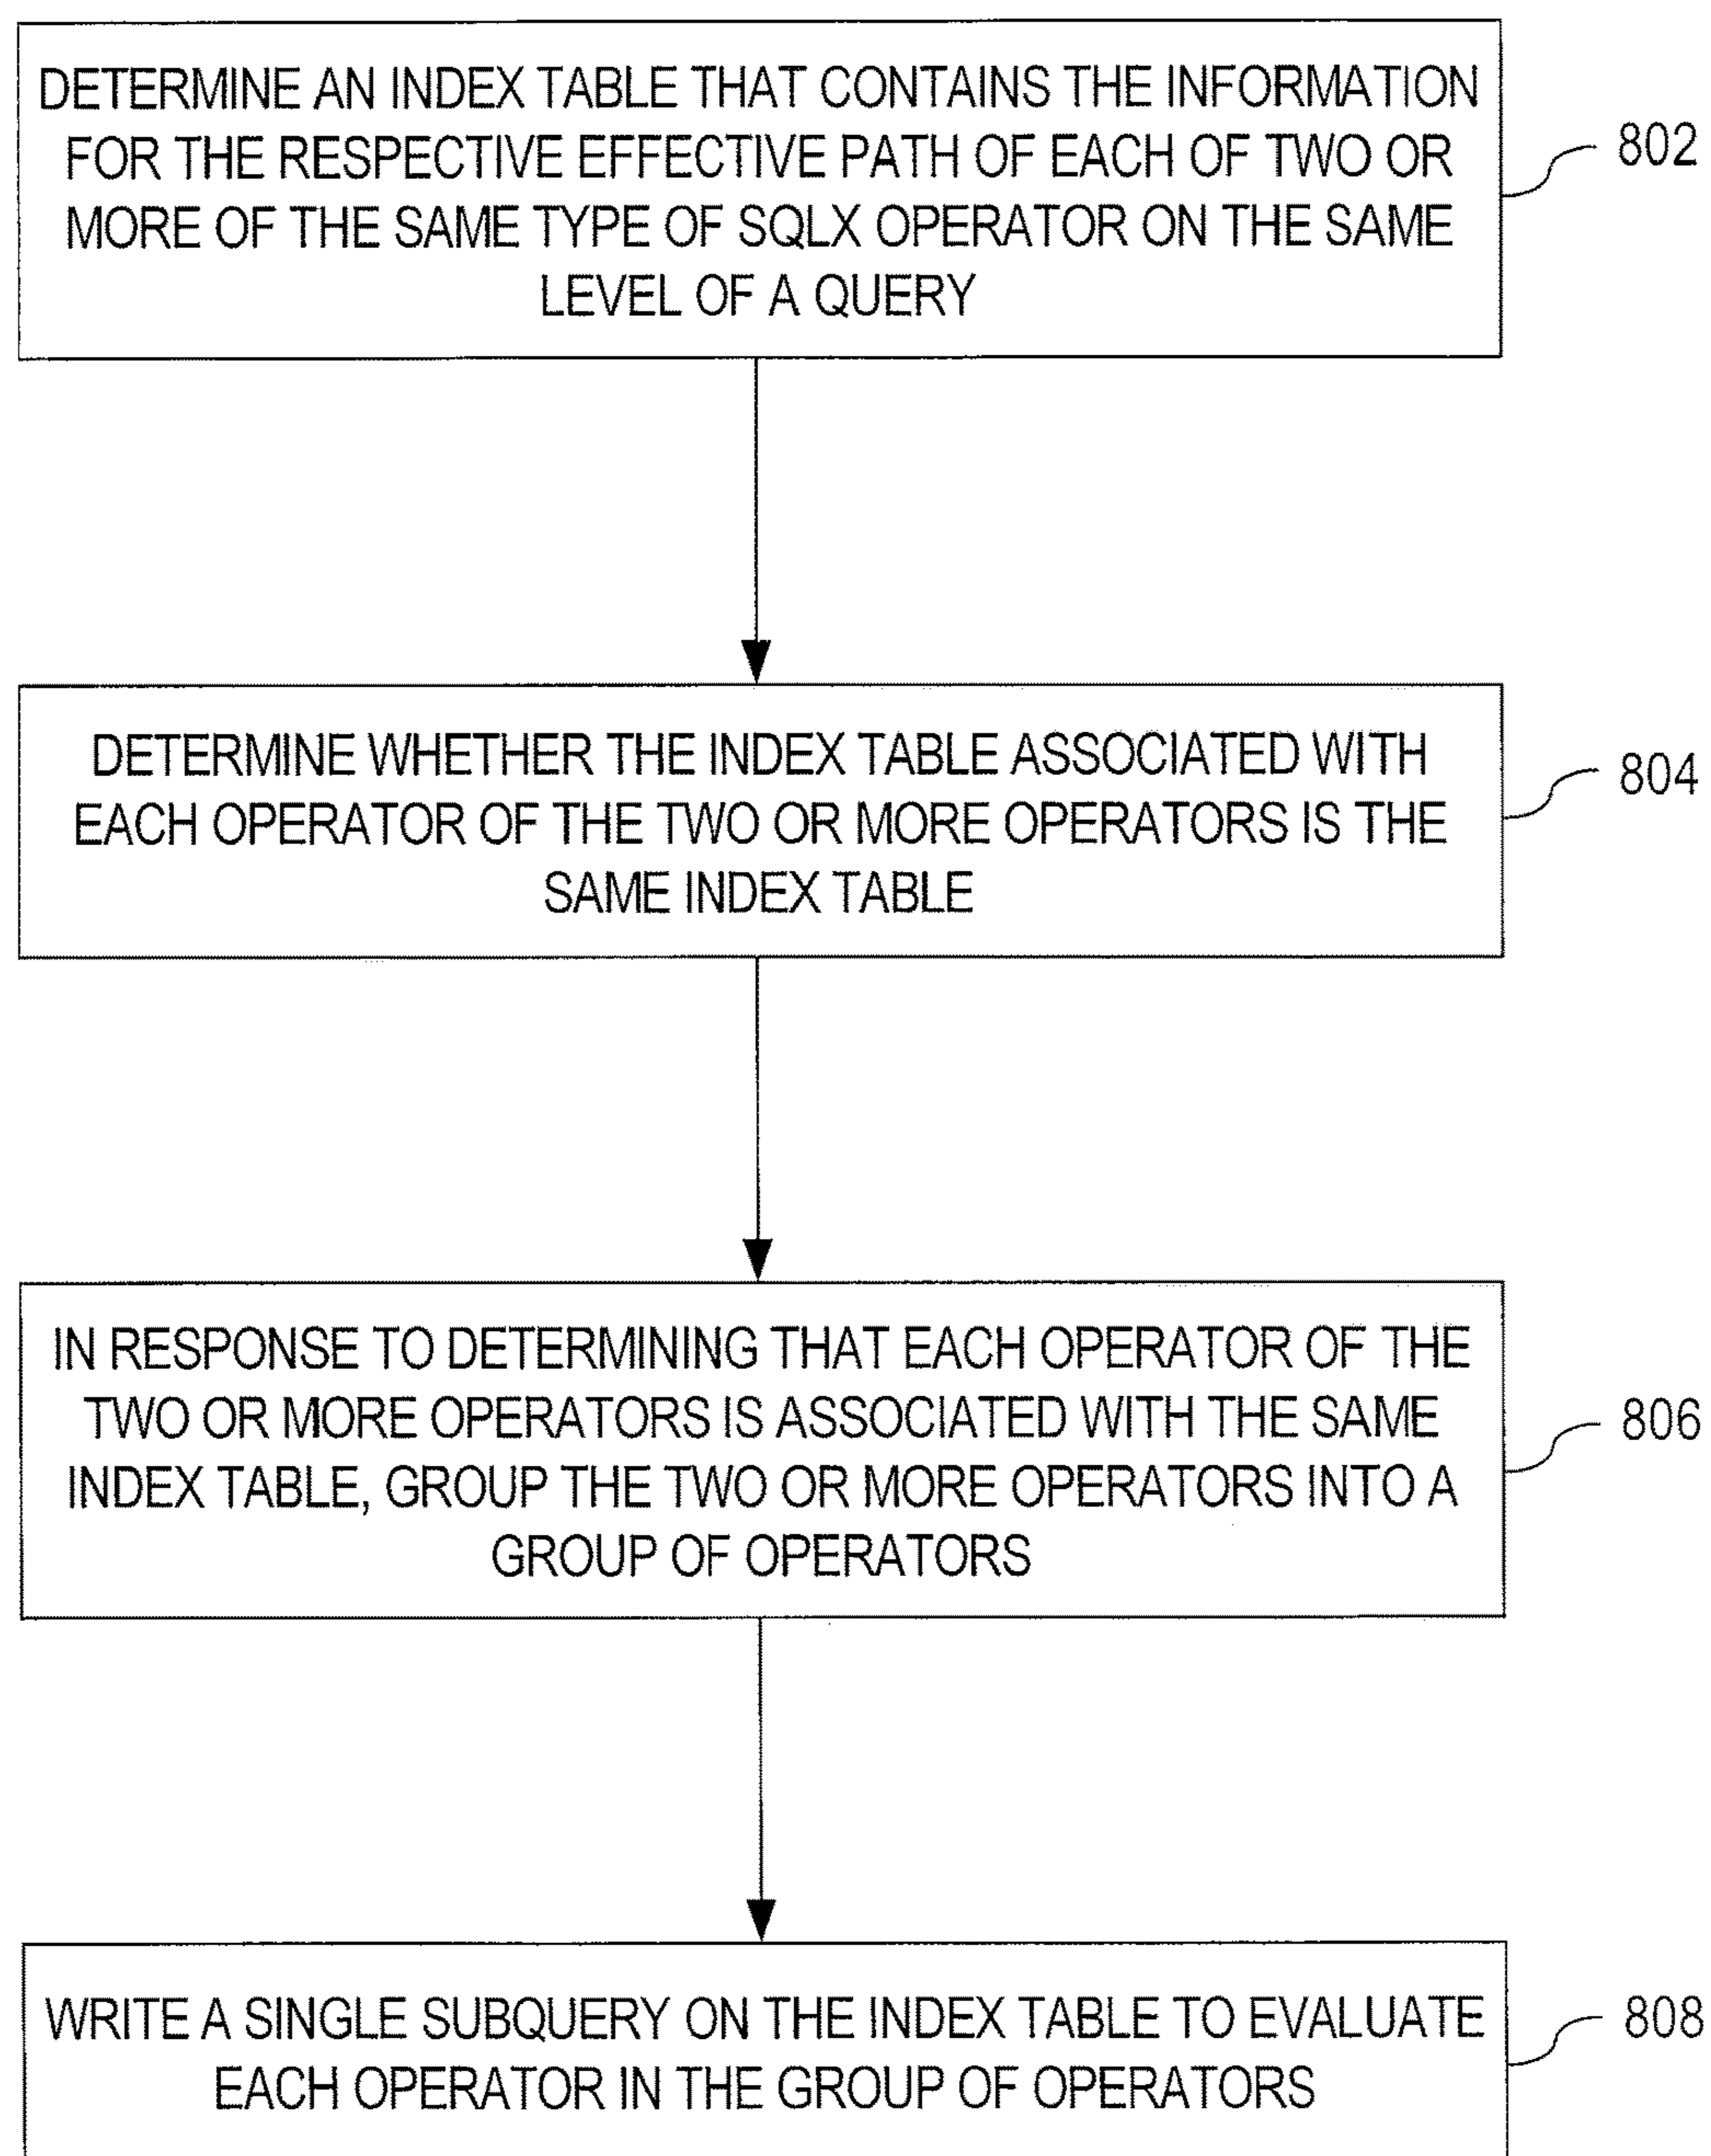 DETERMINE AN INDEX TABLE THAT CONTAINS THE INFORMATION
FOR THE RESPECTIVE EFFECTIVE PATH OF EACH OF TWO OR
MORE OF THE SAME TYPE OF SQLX OPERATOR ON THE SAME
LEVEL OF A QUERY
802
DETERMINE WHETHER THE INDEX TABLE ASSOCIATED WITH
EACH OPERATOR OF THE TWO OR MORE OPERATORS IS THE
SAME INDEX TABLE
804
IN RESPONSE TO DETERMINING THAT EACH OPERATOR OF THE
TWO OR MORE OPERATORS IS ASSOCIATED WITH THE SAME
INDEX TABLE, GROUP THE TWO OR MORE OPERATORS INTO A
GROUP OF OPERATORS
806
WRITE A SINGLE SUBQUERY ON THE INDEX TABLE TO EVALUATE
EACH OPERATOR IN THE GROUP OF OPERATORS
808